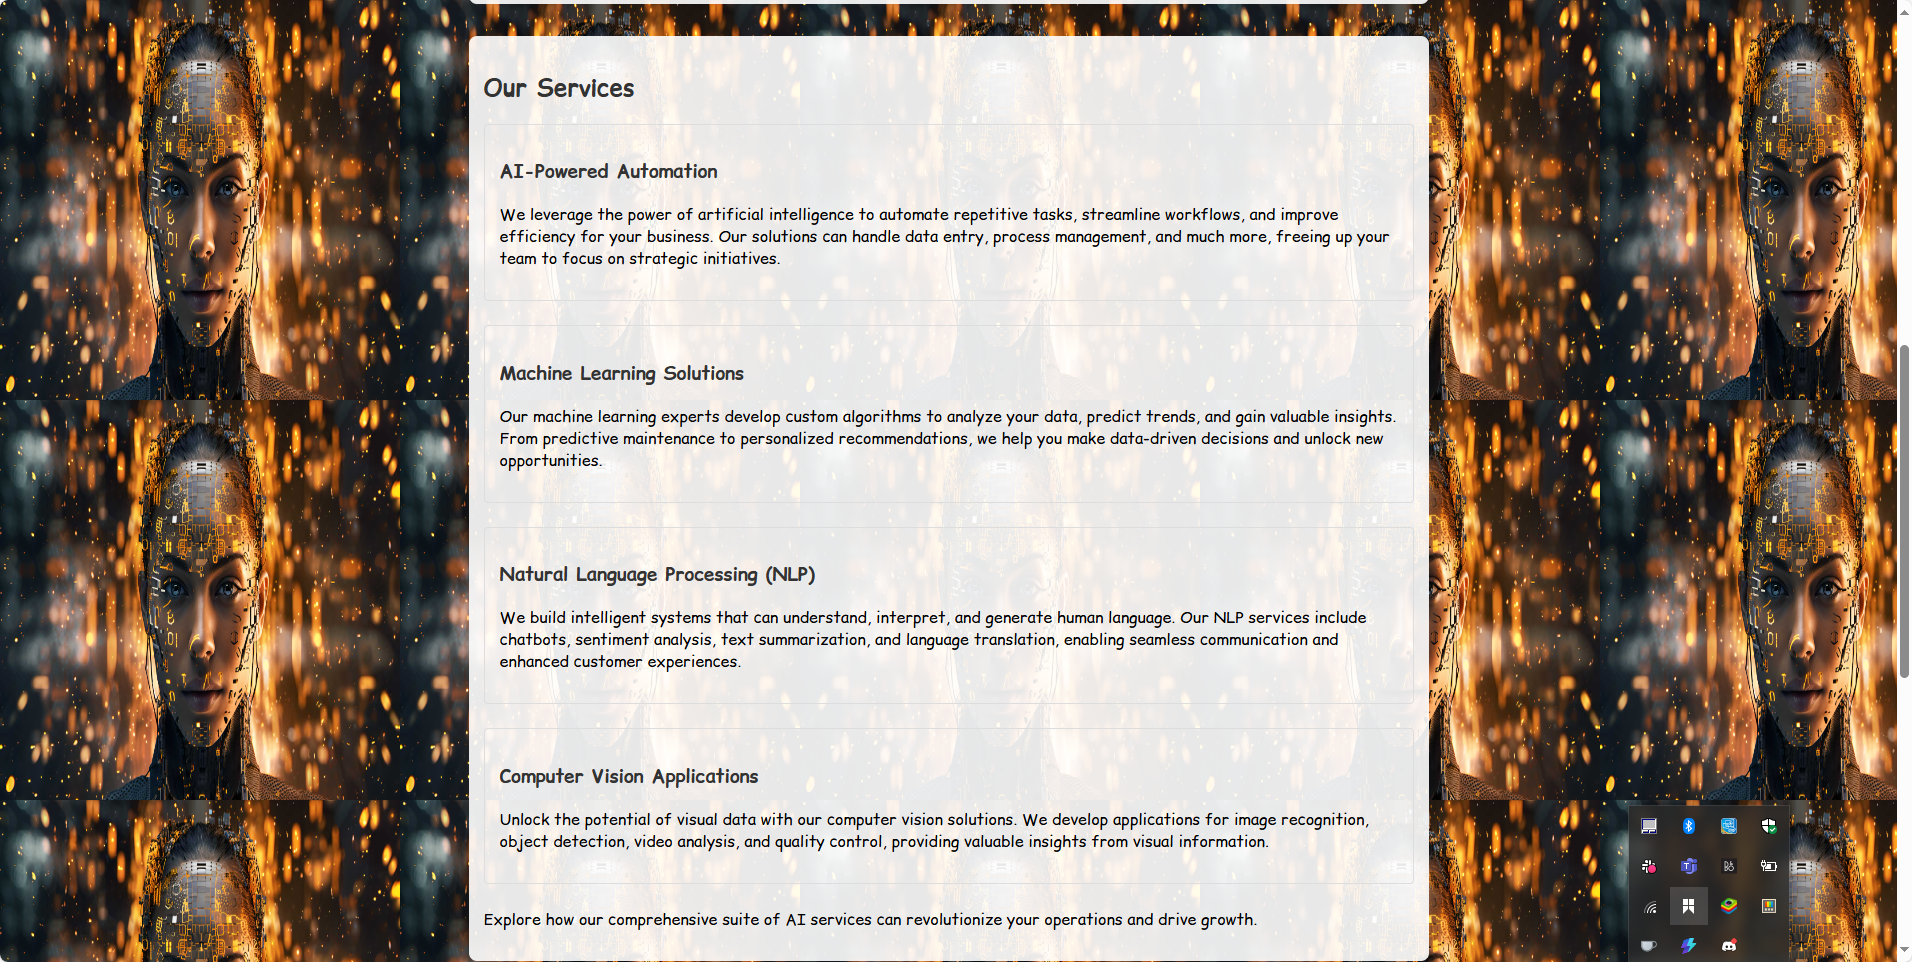 Our Services
AI-Powered Automation
We leverage the power of artificial intelligence to automate repetitive tasks, streamline workflows, and improve
efficiency for your business. Our solutions can handle data entry, process management, and much more, freeing up your
team to focus on strategic initiatives.
Machine Learning Solutions
Our machine learning experts develop custom algorithms to analyze your data, predict trends, and gain valuable insights.
From predictive maintenance to personalized recommendations, we help you make data-driven decisions and unlock new
opportunities.
Natural Language Processing (NLP)
We build intelligent systems that can understand, interpret, and generate human language. Our NLP services include
chatbots, sentiment analysis, text summarization, and language translation, enabling seamless communication and
enhanced customer experiences.
Computer Vision Applications
Unlock the potential of visual data with our computer vision solutions. We develop applications for image recognition,
object detection, video analysis, and quality control, providing valuable insights from visual information.
Explore how our comprehensive suite of AI services can revolutionize your operations and drive growth.